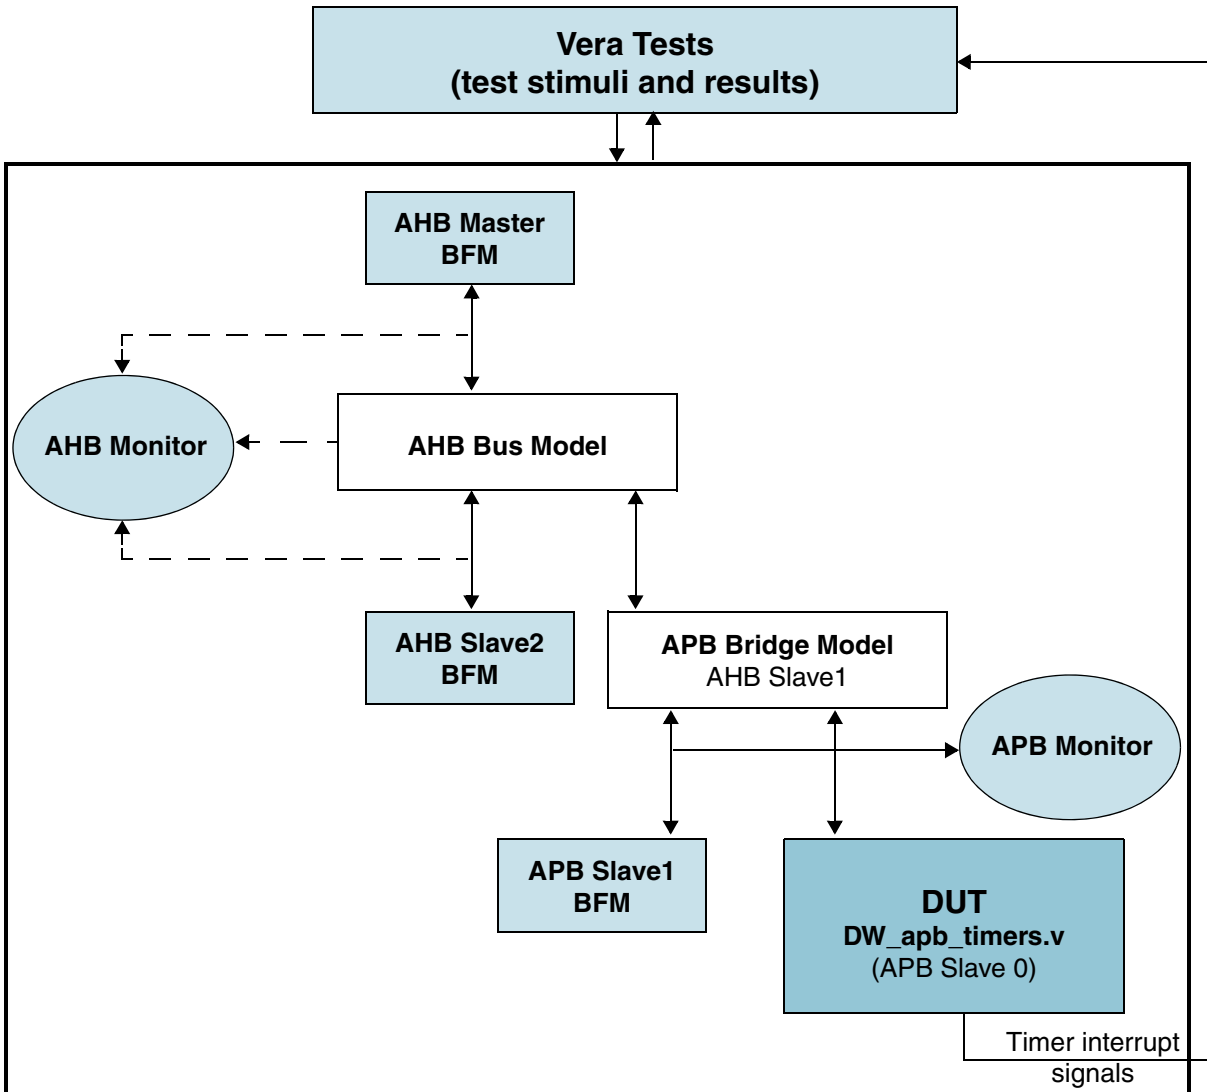 Vera Tests
(test stimuli and results)
AHB Master
BFM
AHB Monitor
AHB Bus Model
AHB Slave2
BFM
APB Bridge Model
AHB Slave1
APB Monitor
APB Slave1
BFM
DUT
DW_apb_timers.v
(APB Slave 0)
Timer interrupt
signals